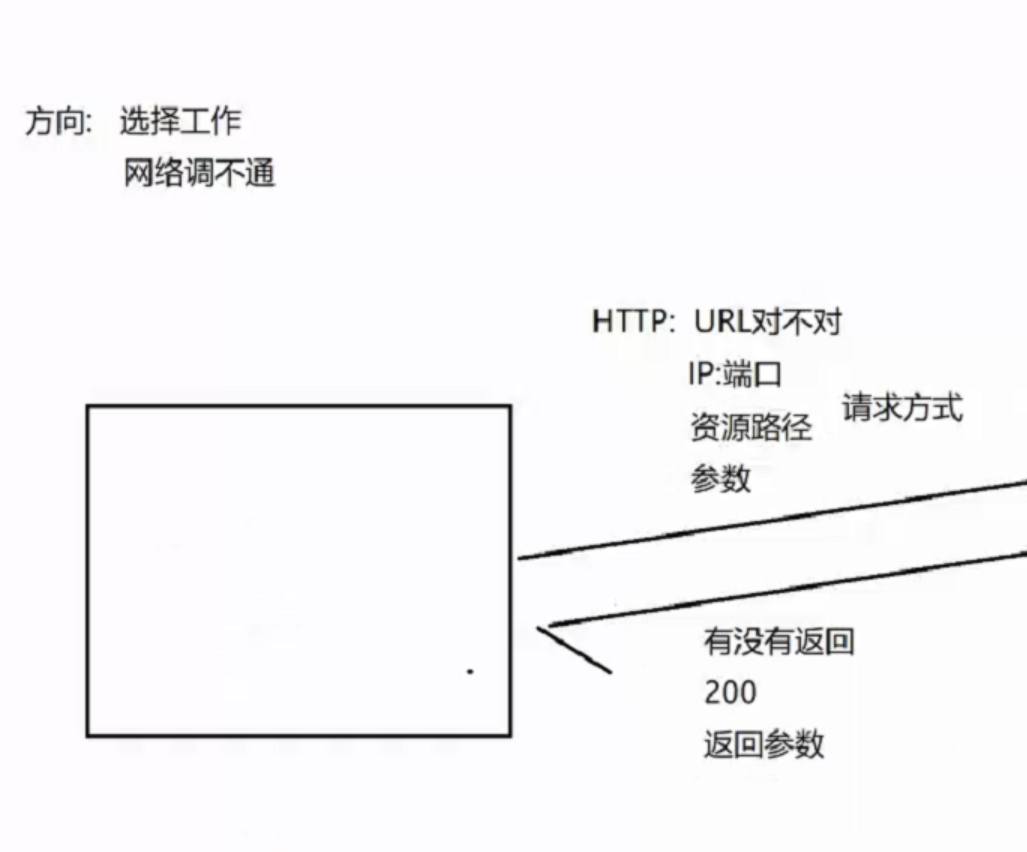 方向: 选择工作
网络调不通
HTTP: URL对不对
IP:端口
请求方式
资源路径
参数
有没有返回
200
返回参数